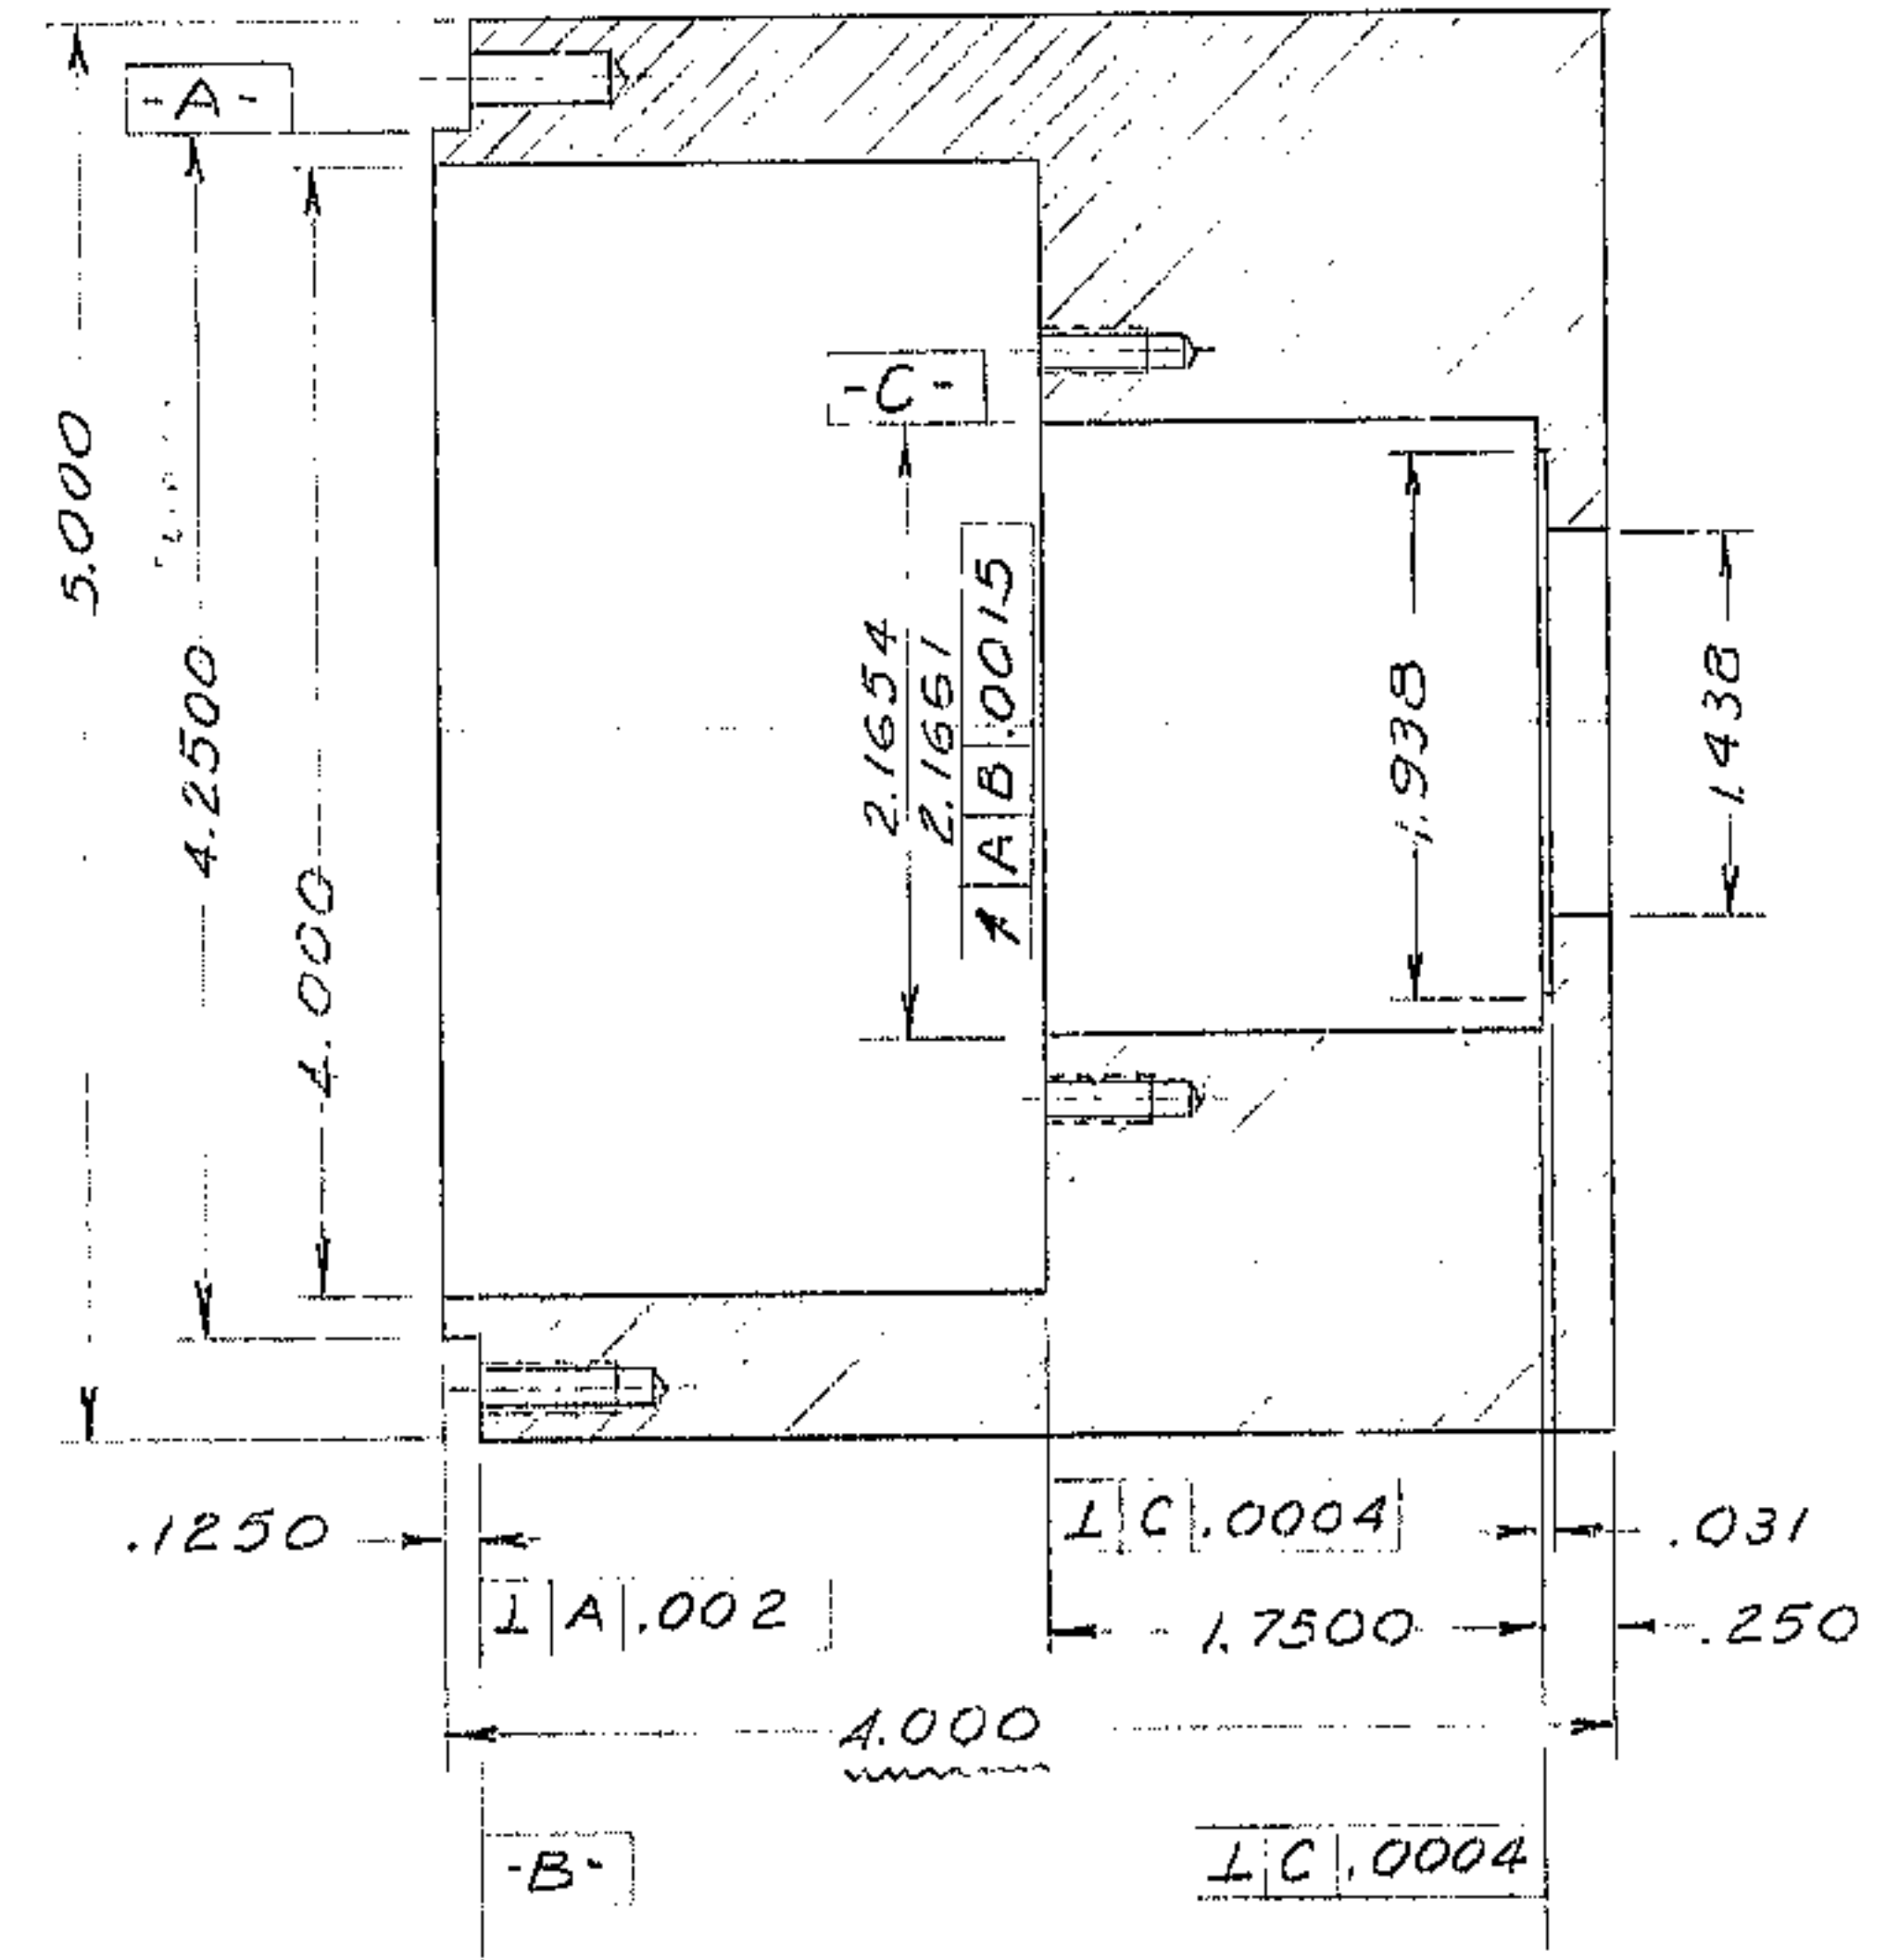 -A-
5.000
4.2500
4.000
-C-
2.1654
2.1661
↗ A B .0015
1.938
1.438
.1250
⊥ A .002
⊥ C .0004
.031
1.7500
.250
4.000
-B-
⊥ C .0004